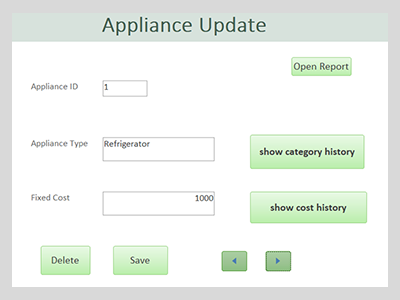 Appliance Update
Open Report
Appliance ID 1
Appliance Type Refrigerator
show category history
Fixed Cost 1000
show cost history
Delete Save